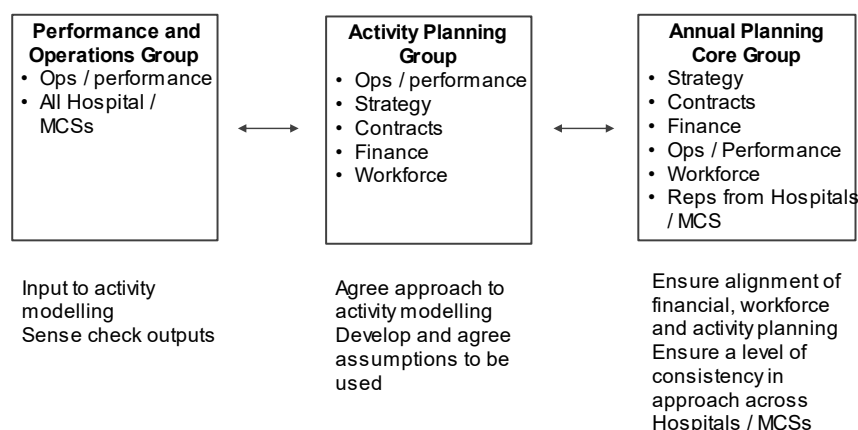 Performance and
Operations Group
• Ops / performance
• All Hospital /
MCSs
Activity Planning
Group
• Ops / performance
• Strategy
• Contracts
• Finance
• Workforce
Annual Planning
Core Group
• Strategy
• Contracts
• Finance
• Ops / Performance
• Workforce
• Reps from Hospitals
/ MCS
Input to activity
modelling
Sense check outputs
Agree approach to
activity modelling
Develop and agree
assumptions to be
used
Ensure alignment of
financial, workforce
and activity planning
Ensure a level of
consistency in
approach across
Hospitals / MCSs